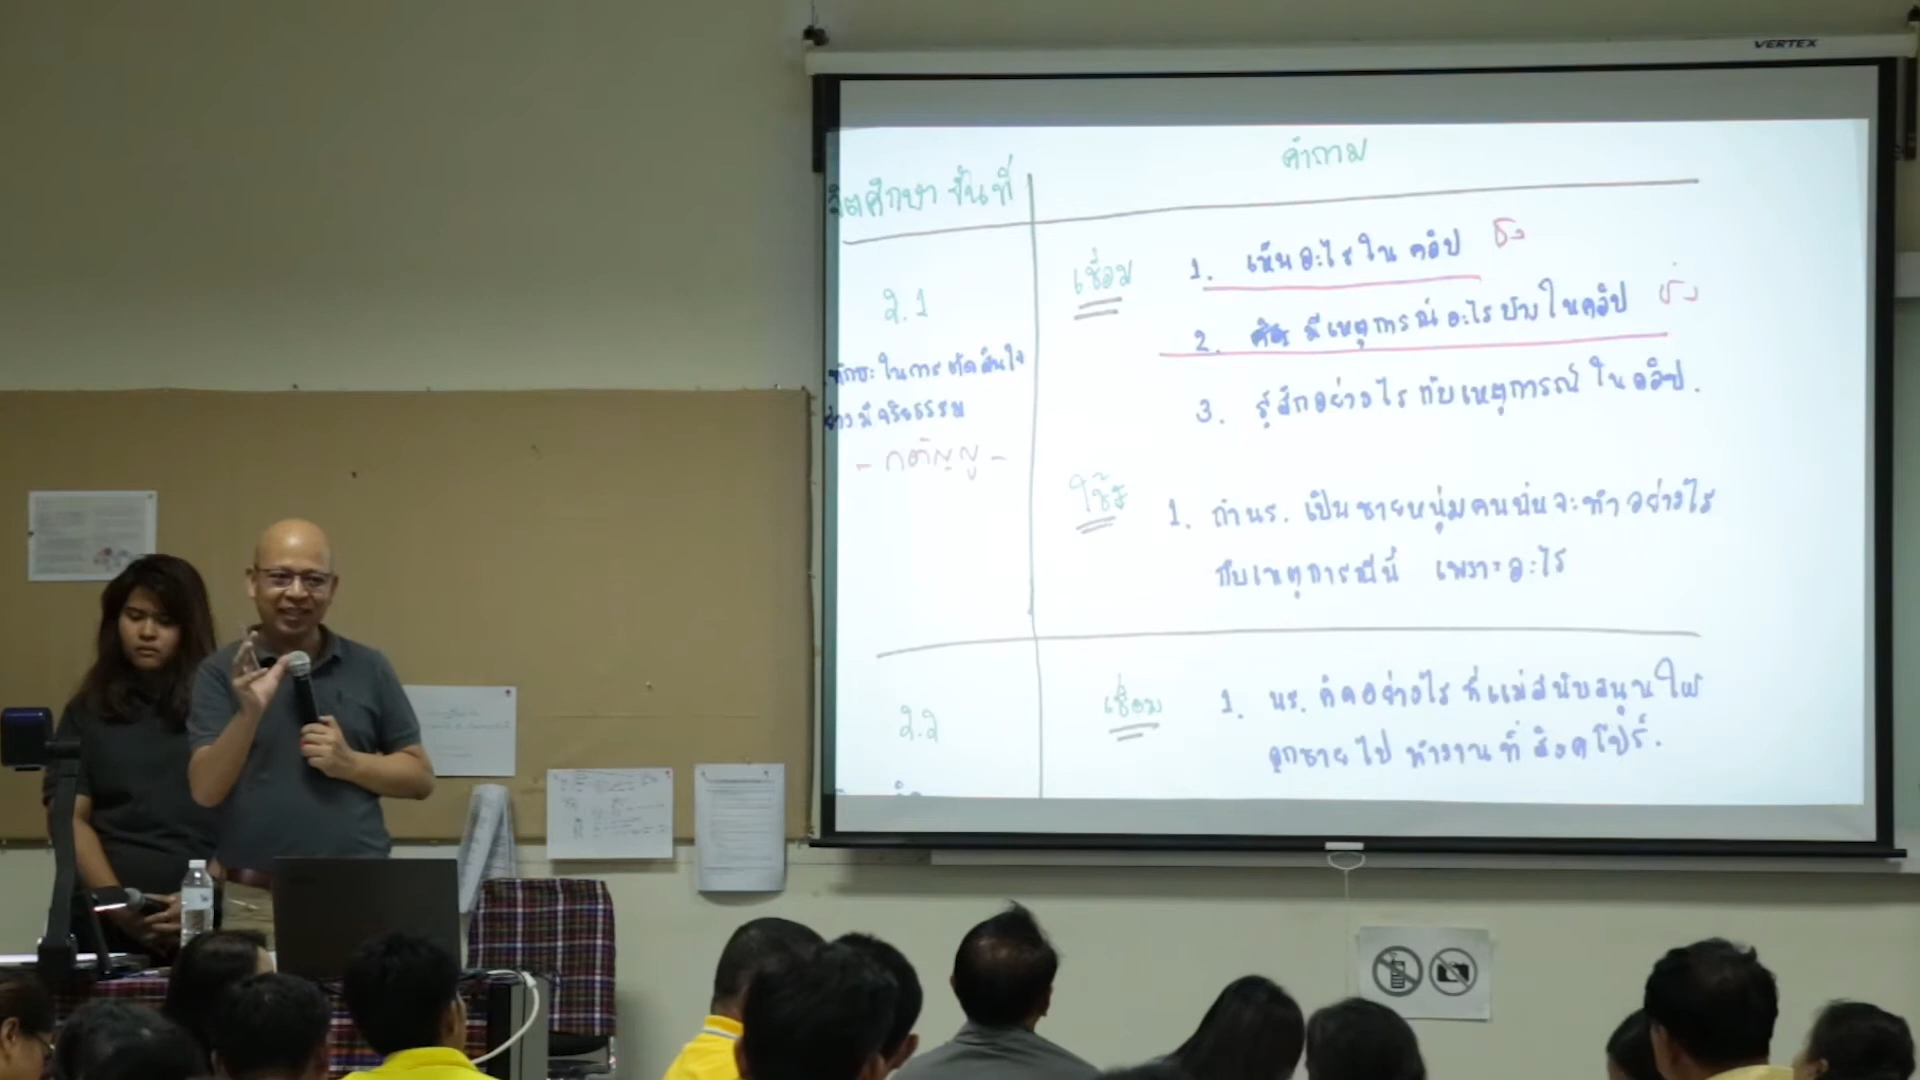 VERTEX
คำถาม
จิตศึกษา ขั้นที่
2.1
ทักษะในการตัดสินใจ
อย่างมีจริยธรรม
- กตัญญู -
เชื่อม
1. เห็นอะไรในคลิป
2. มีเหตุการณ์อะไรบ้างในคลิป
3. รู้สึกอย่างไรกับเหตุการณ์ในคลิป.
ใช้
1. ถ้านร. เป็นชายหนุ่มคนนั้นจะทำอย่างไร
กับเหตุการณ์นี้ เพราะอะไร
2.2
เชื่อม
1. นร. คิดอย่างไร ที่แม่สนับสนุนให้
ลูกชายไปทำงานที่สิงคโปร์.